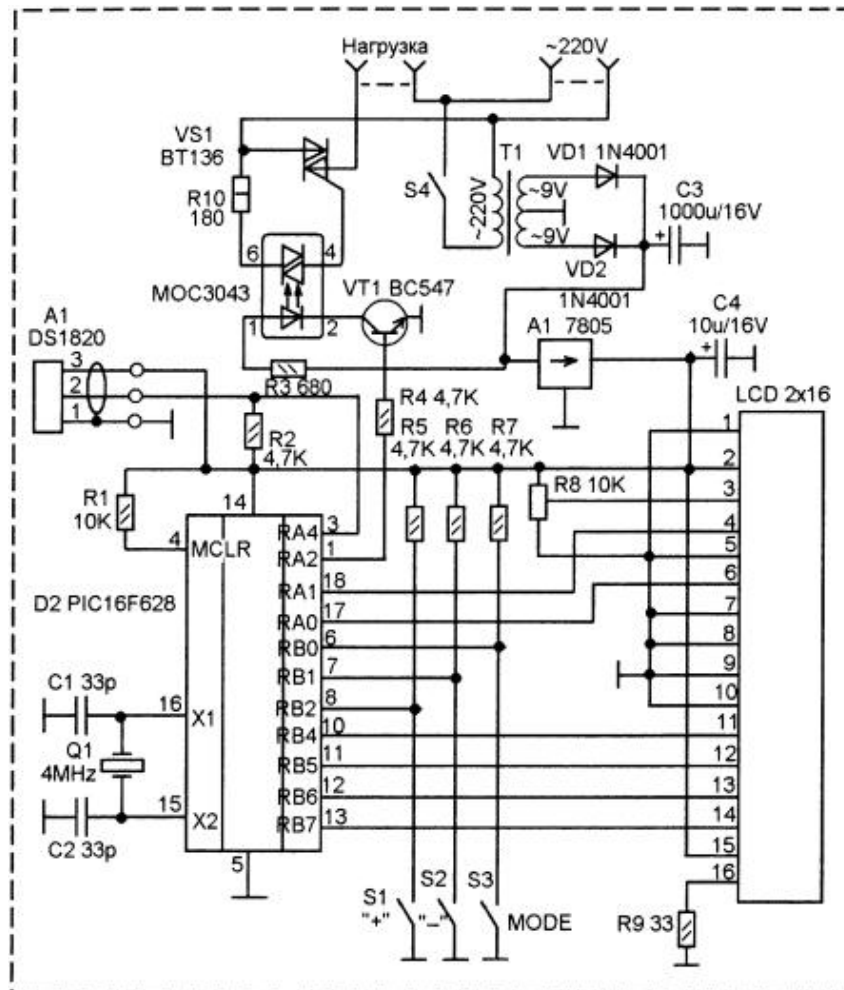 Нагрузка
~220V
VS1
BT136
R10
180
S4
~220V
T1
~9V
~9V
VD1 1N4001
VD2
1N4001
C3
1000u/16V
+
6
4
MOC3043
1
2
VT1 BC547
A1
7805
C4
10u/16V
+
A1
DS1820
3
2
1
R3 680
R4 4,7K
R2
4,7K
R5
4,7K
R6
4,7K
R7
4,7K
R8 10K
R1
10K
LCD 2x16
14
4
MCLR
D2 PIC16F628
RA4
3
RA2
1
RA1
18
RA0
17
RB0
6
RB1
7
RB2
8
RB4
10
RB5
11
RB6
12
RB7
13
C1 33p
16
X1
Q1
4MHz
15
X2
C2 33p
5
1
2
3
4
5
6
7
8
9
10
11
12
13
14
15
16
S1
"+"
S2
"–"
S3
MODE
R9 33